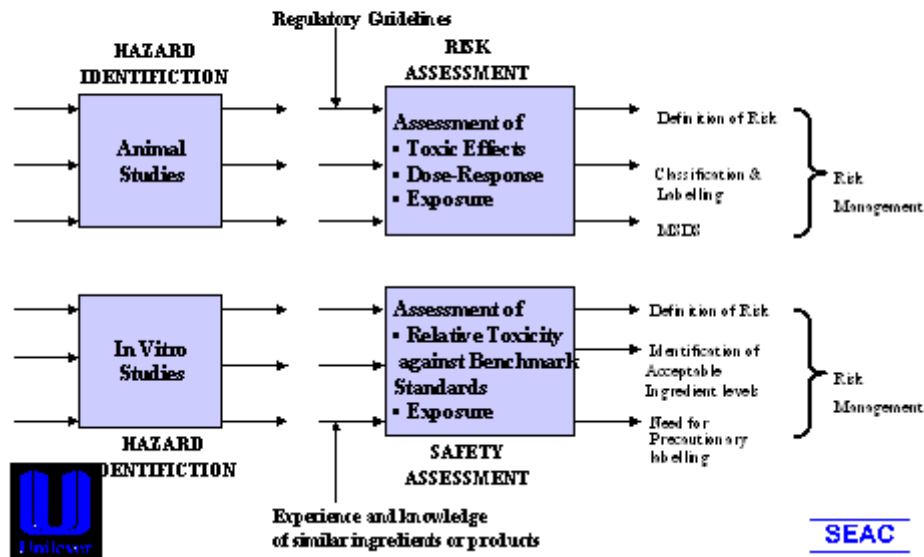 Regulatory Guidelines
HAZARD
IDENTIFICTION
RISK
ASSESSMENT
Animal
Studies
Assessment of
▪ Toxic Effects
▪ Dose-Response
▪ Exposure
Definition of Risk
Classification &
Labelling
MSDS
Risk
Management
In Vitro
Studies
Assessment of
▪ Relative Toxicity
against Benchmark
Standards
▪ Exposure
Definition of Risk
Identification of
Acceptable
Ingredient levels
Need for
Precautionary
labelling
Risk
Management
HAZARD
DENTIFICTION
SAFETY
ASSESSMENT
Experience and knowledge
of similar ingredients or products
Unilever
SEAC